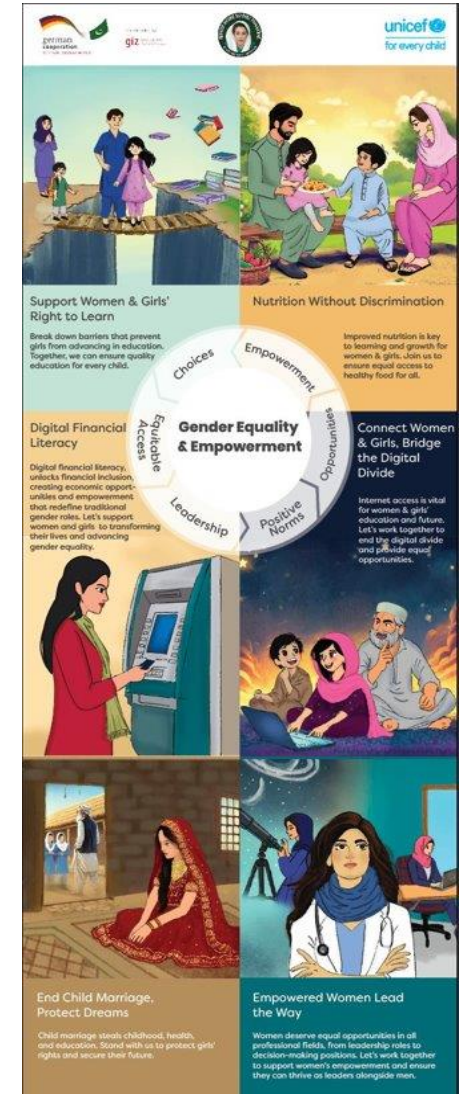 german
cooperation
giz
unicef
for every child
Support Women & Girls'
Right to Learn
Break down barriers that prevent
girls from advancing in education.
Together, we can ensure quality
education for every child.
Nutrition Without Discrimination
Improved nutrition is key
to learning and growth for
women & girls. Join us to
ensure equal access to
healthy food for all.
Choices
Empowerment
Opportunities
Positive
Norms
Leadership
Equitable
Access
Gender Equality
& Empowerment
Digital Financial
Literacy
Digital financial literacy,
unlocks financial inclusion,
creating economic opport-
unities and empowerment
that redefine traditional
gender roles. Let's support
women and girls to transforming
their lives and advancing
gender equality.
Connect Women
& Girls, Bridge
the Digital
Divide
Internet access is vital
for women & girls'
education and future.
Let's work together to
end the digital divide
and provide equal
opportunities.
End Child Marriage,
Protect Dreams
Child marriage steals childhood, health,
and education. Stand with us to protect girls'
rights and secure their future.
Empowered Women Lead
the Way
Women deserve equal opportunities in all
professional fields, from leadership roles to
decision-making positions. Let's work together
to support women's empowerment and ensure
they can thrive as leaders alongside men.